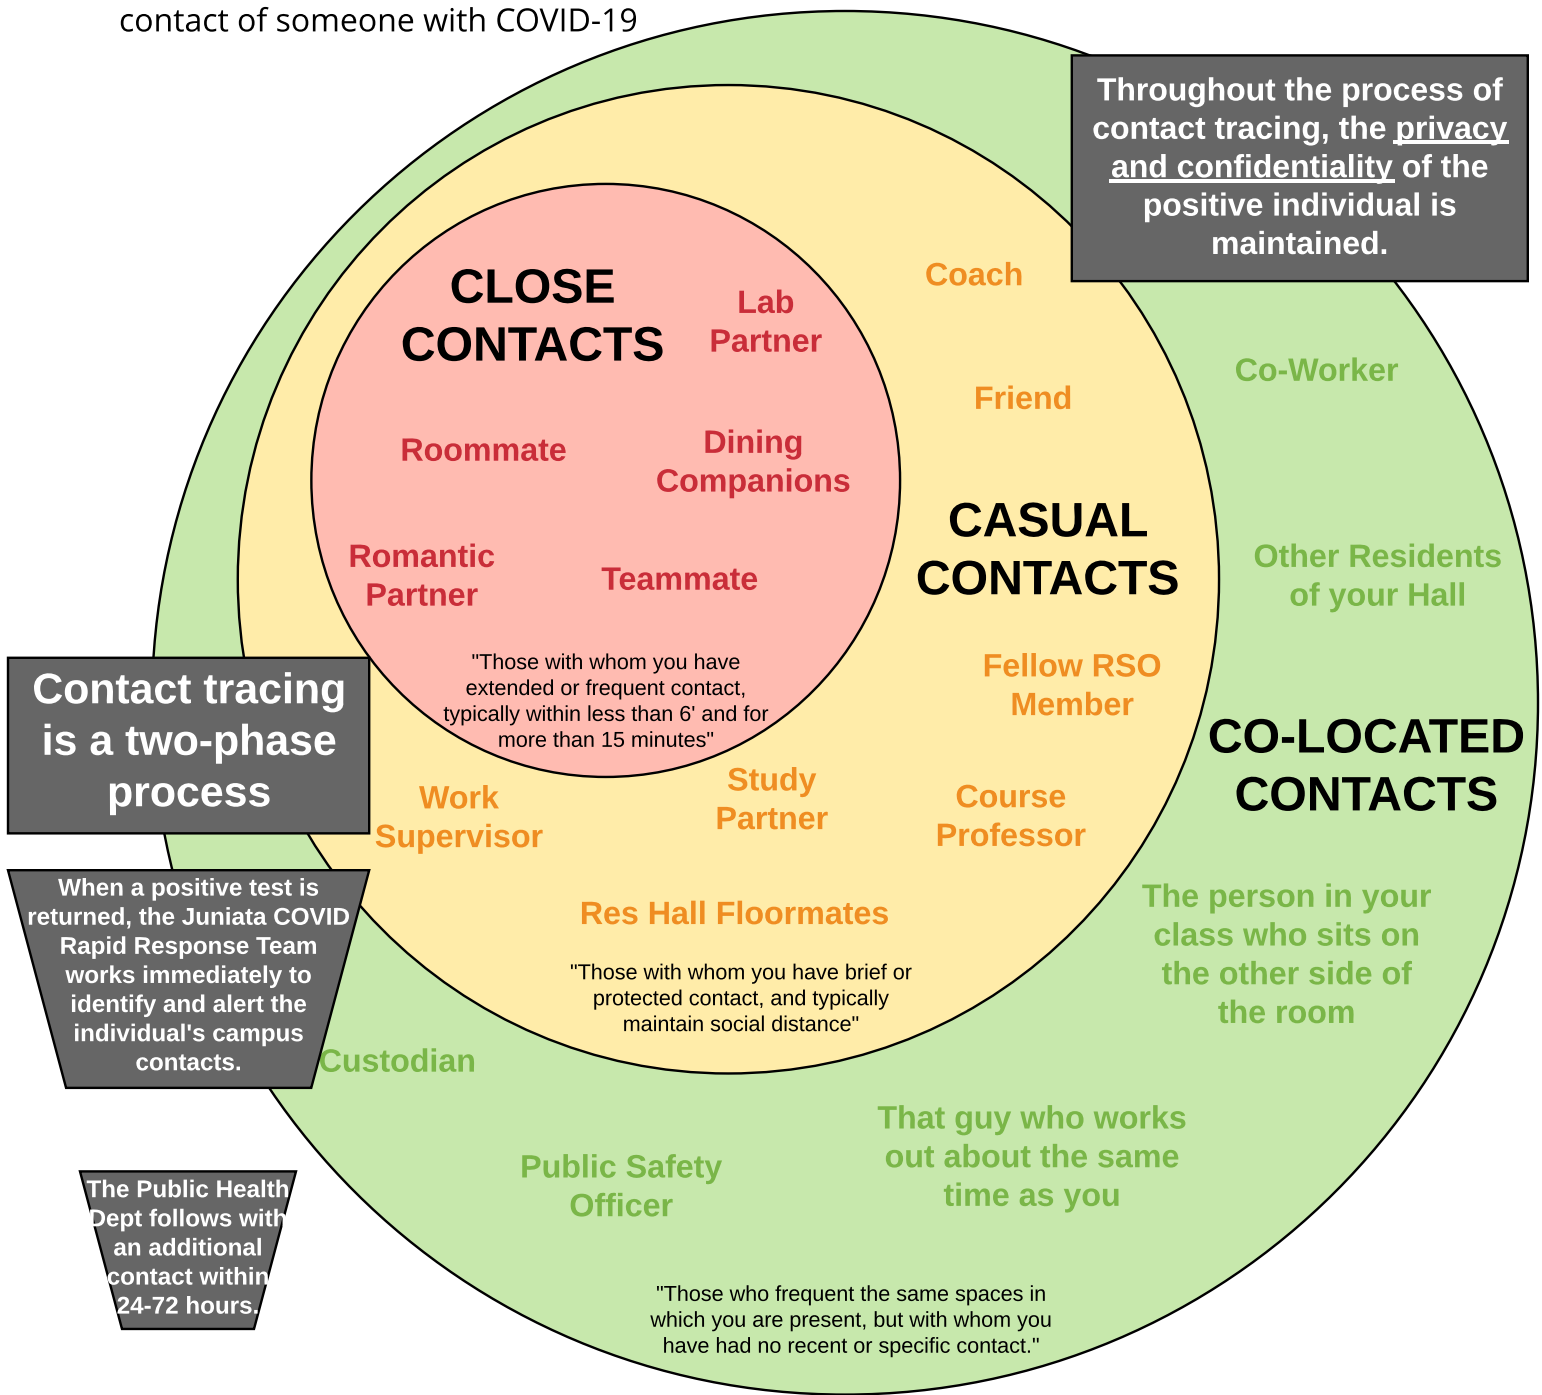 contact of someone with COVID-19
Throughout the process of
contact tracing, the privacy
and confidentiality of the
positive individual is
maintained.
CLOSE
CONTACTS
Lab
Partner
Roommate
Dining
Companions
Romantic
Partner
Teammate
"Those with whom you have
extended or frequent contact,
typically within less than 6' and for
more than 15 minutes"
Coach
Friend
CASUAL
CONTACTS
Fellow RSO
Member
Work
Supervisor
Study
Partner
Course
Professor
Res Hall Floormates
"Those with whom you have brief or
protected contact, and typically
maintain social distance"
Co-Worker
Other Residents
of your Hall
CO-LOCATED
CONTACTS
The person in your
class who sits on
the other side of
the room
Custodian
That guy who works
out about the same
time as you
Public Safety
Officer
"Those who frequent the same spaces in
which you are present, but with whom you
have had no recent or specific contact."
Contact tracing
is a two-phase
process
When a positive test is
returned, the Juniata COVID
Rapid Response Team
works immediately to
identify and alert the
individual's campus
contacts.
The Public Health
Dept follows with
an additional
contact within
24-72 hours.